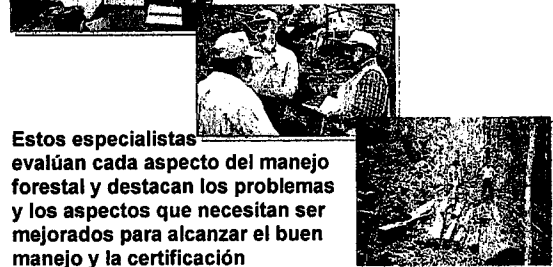 Estos especialistas
evalúan cada aspecto del manejo
forestal y destacan los problemas
y los aspectos que necesitan ser
mejorados para alcanzar el buen
manejo y la certificación